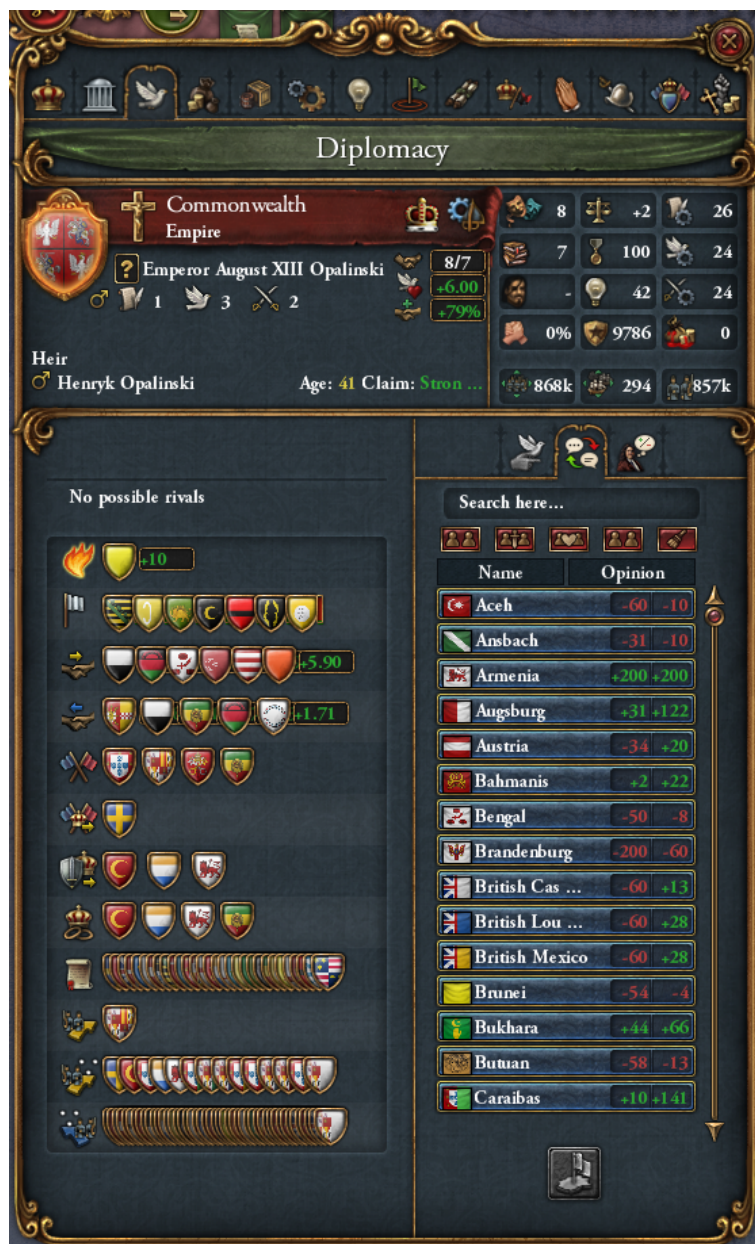 Diplomacy
Commonwealth
Empire
? Emperor August XIII Opalinski
1 3 2
8/7
+6.00
+79%
8 +2 26
7 100 24
- 42 24
0% 9786 0
868k 294 857k
Heir
Henryk Opalinski Age: 41 Claim: Stron ...
No possible rivals
+10
+5.90
+1.71
Search here...
Name Opinion
Aceh -60 -10
Ansbach -31 -10
Armenia +200 +200
Augsburg +31 +122
Austria -34 +20
Bahmanis +2 +22
Bengal -50 -8
Brandenburg -200 -60
British Cas ... -60 +13
British Lou ... -60 +28
British Mexico -60 +28
Brunei -54 -4
Bukhara +44 +66
Butuan -58 -13
Caraibas +10 +141